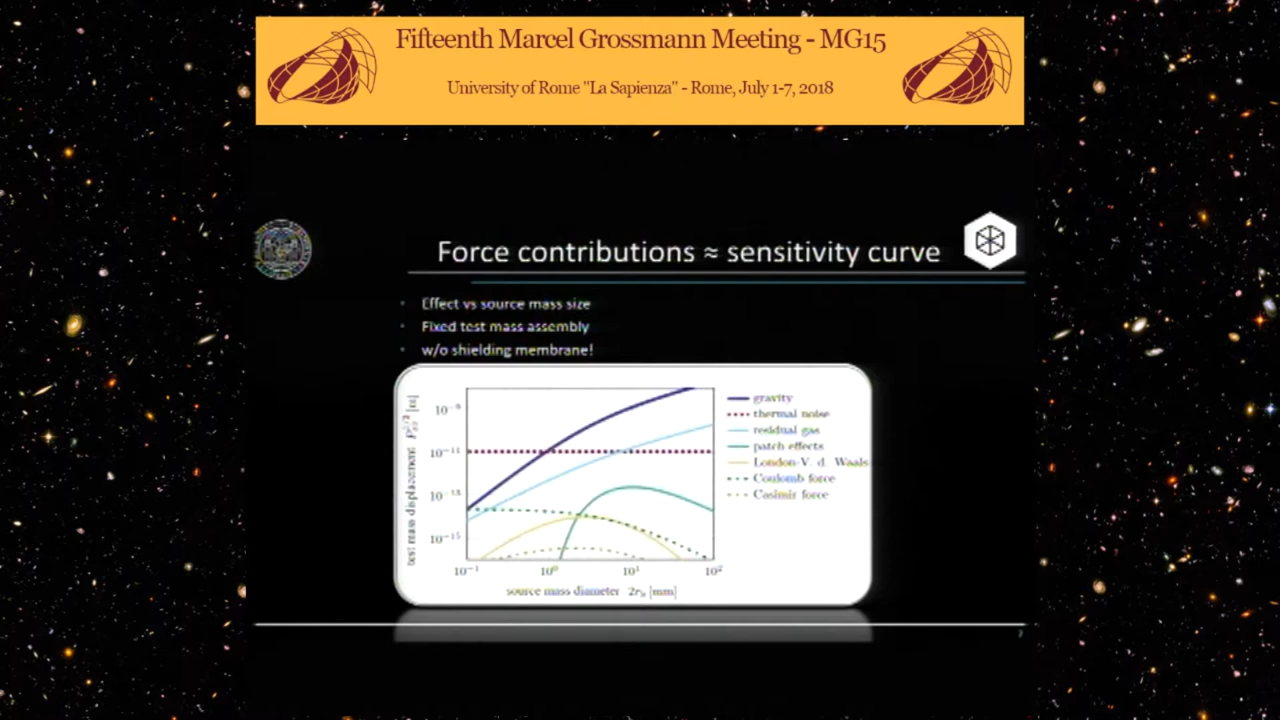 Fifteenth Marcel Grossmann Meeting - MG15
University of Rome "La Sapienza" - Rome, July 1-7, 2018
Force contributions ≈ sensitivity curve
Effect vs source mass size
Fixed test mass assembly
w/o shielding membrane!
test mass displacement [m]
10⁻⁹
10⁻¹¹
10⁻¹³
10⁻¹⁵
10⁻¹
10⁰
10¹
10²
source mass diameter 2rₛ [mm]
gravity
thermal noise
residual gas
patch effects
London-V. d. Waals
Coulomb force
Casimir force